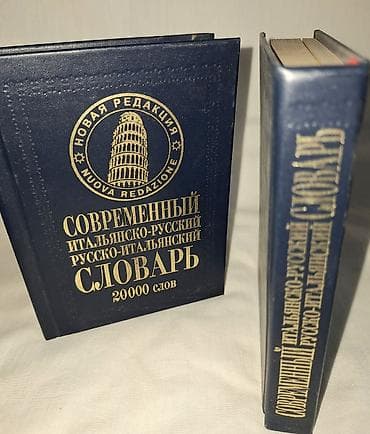 НОВАЯ РЕДАКЦИЯ
NUOVA REDAZIONE
СОВРЕМЕННЫЙ
ИТАЛЬЯНСКО-РУССКИЙ
РУССКО-ИТАЛЬЯНСКИЙ
СЛОВАРЬ
20000 слов
СОВРЕМЕННЫЙ
ИТАЛЬЯНСКО-РУССКИЙ
РУССКО-ИТАЛЬЯНСКИЙ
СЛОВАРЬ